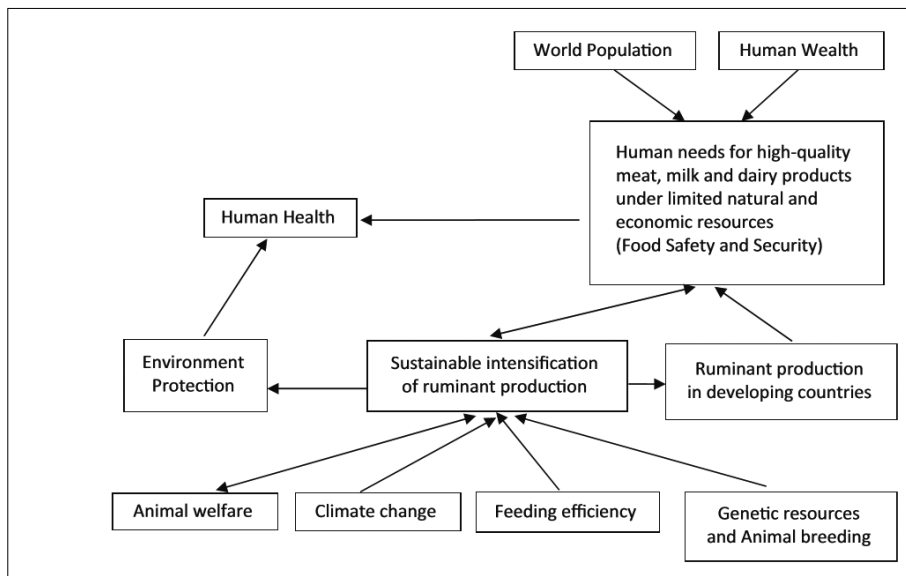 World Population
Human Wealth
Human needs for high-quality
meat, milk and dairy products
under limited natural and
economic resources
(Food Safety and Security)
Human Health
Environment
Protection
Sustainable intensification
of ruminant production
Ruminant production
in developing countries
Animal welfare
Climate change
Feeding efficiency
Genetic resources
and Animal breeding